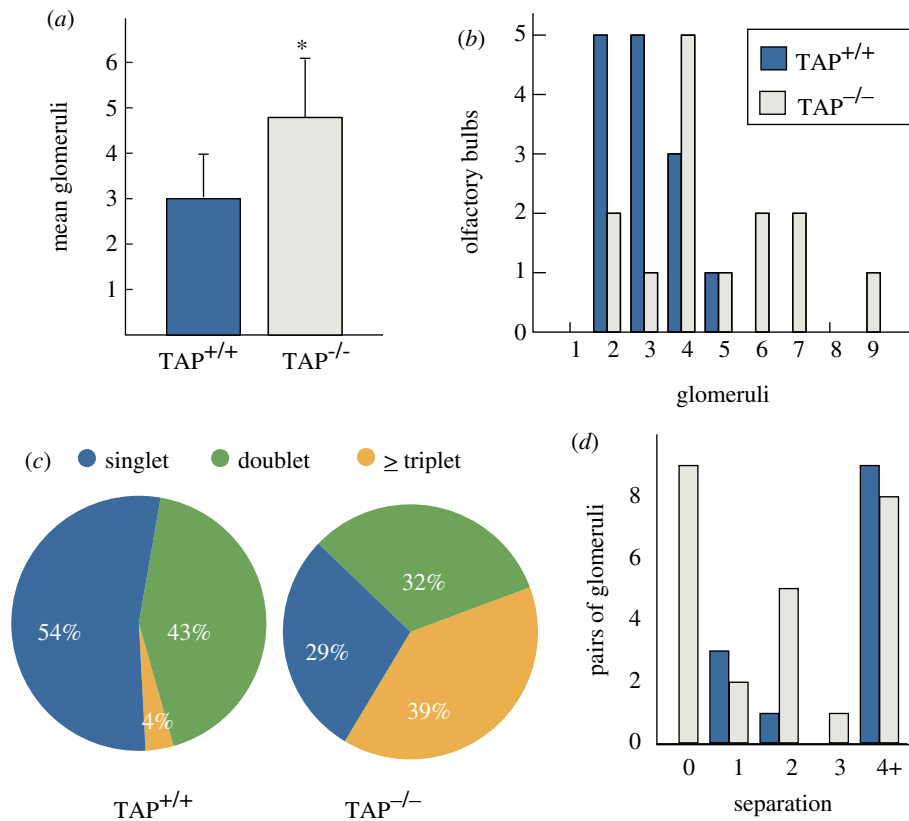 (a)
mean glomeruli
6
5
4
3
2
1
*
TAP+/+ TAP-/-
(b)
olfactory bulbs
5
4
3
2
1
0
TAP+/+
TAP–/–
1 2 3 4 5 6 7 8 9
glomeruli
(c) singlet doublet ≥ triplet
54% 43% 4%
32% 29% 39%
TAP+/+ TAP–/–
(d)
pairs of glomeruli
8
6
4
2
0
0 1 2 3 4+
separation